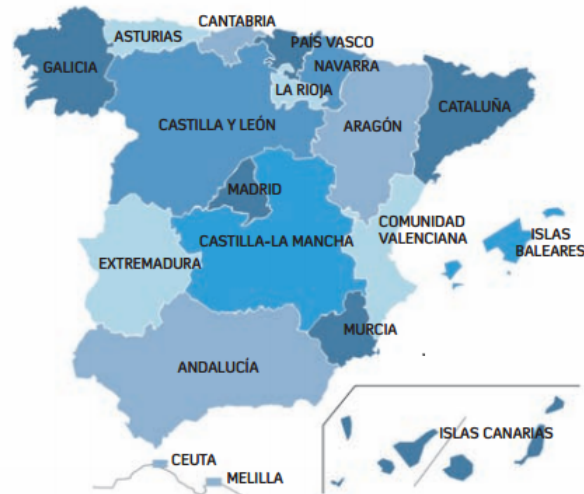 CANTABRIA
ASTURIAS
PAÍS VASCO
GALICIA
NAVARRA
LA RIOJA
CATALUÑA
CASTILLA Y LEÓN
ARAGÓN
MADRID
COMUNIDAD
VALENCIANA
ISLAS
BALEARES
CASTILLA-LA MANCHA
EXTREMADURA
MURCIA
ANDALUCÍA
ISLAS CANARIAS
CEUTA
MELILLA